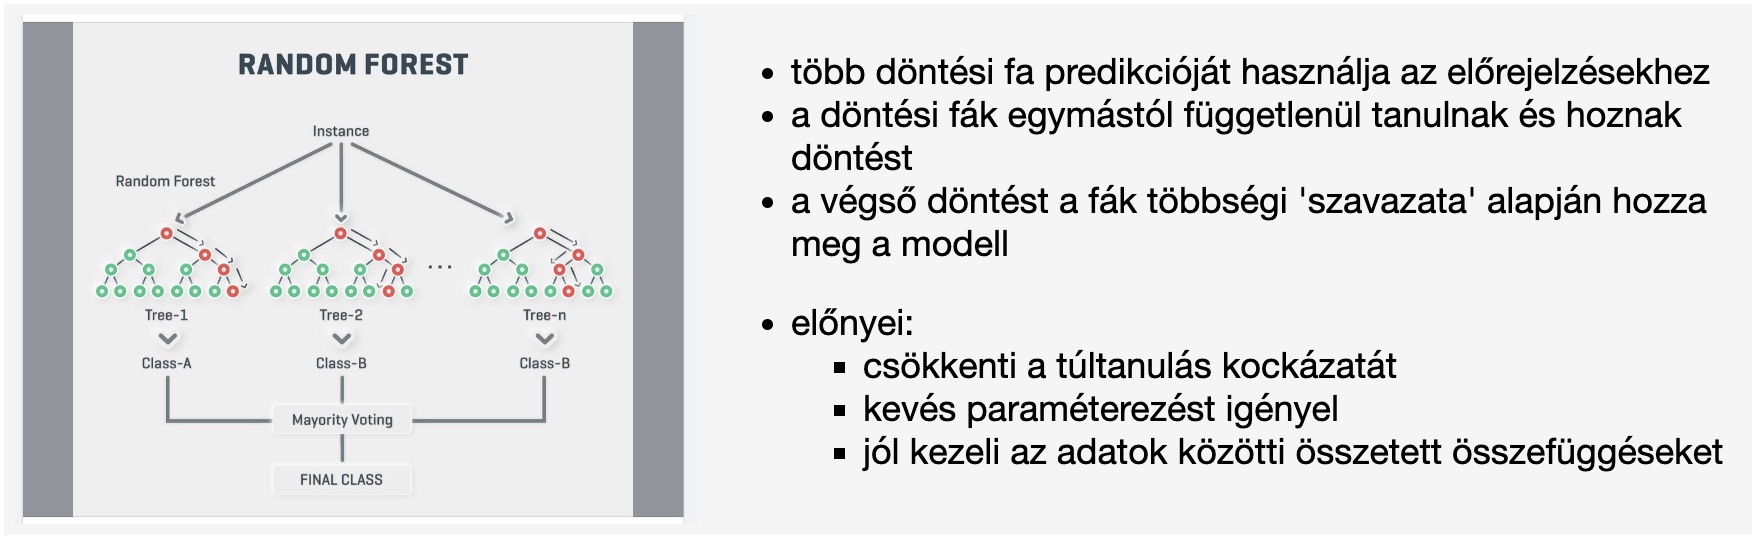 RANDOM FOREST
Instance
Random Forest
...
Tree-1 Tree-2 Tree-n
Class-A Class-B Class-B
Mayority Voting
FINAL CLASS
• több döntési fa predikcióját használja az előrejelzésekhez
• a döntési fák egymástól függetlenül tanulnak és hoznak
döntést
• a végső döntést a fák többségi 'szavazata' alapján hozza
meg a modell
• előnyei:
▪ csökkenti a túltanulás kockázatát
▪ kevés paraméterezést igényel
▪ jól kezeli az adatok közötti összetett összefüggéseket